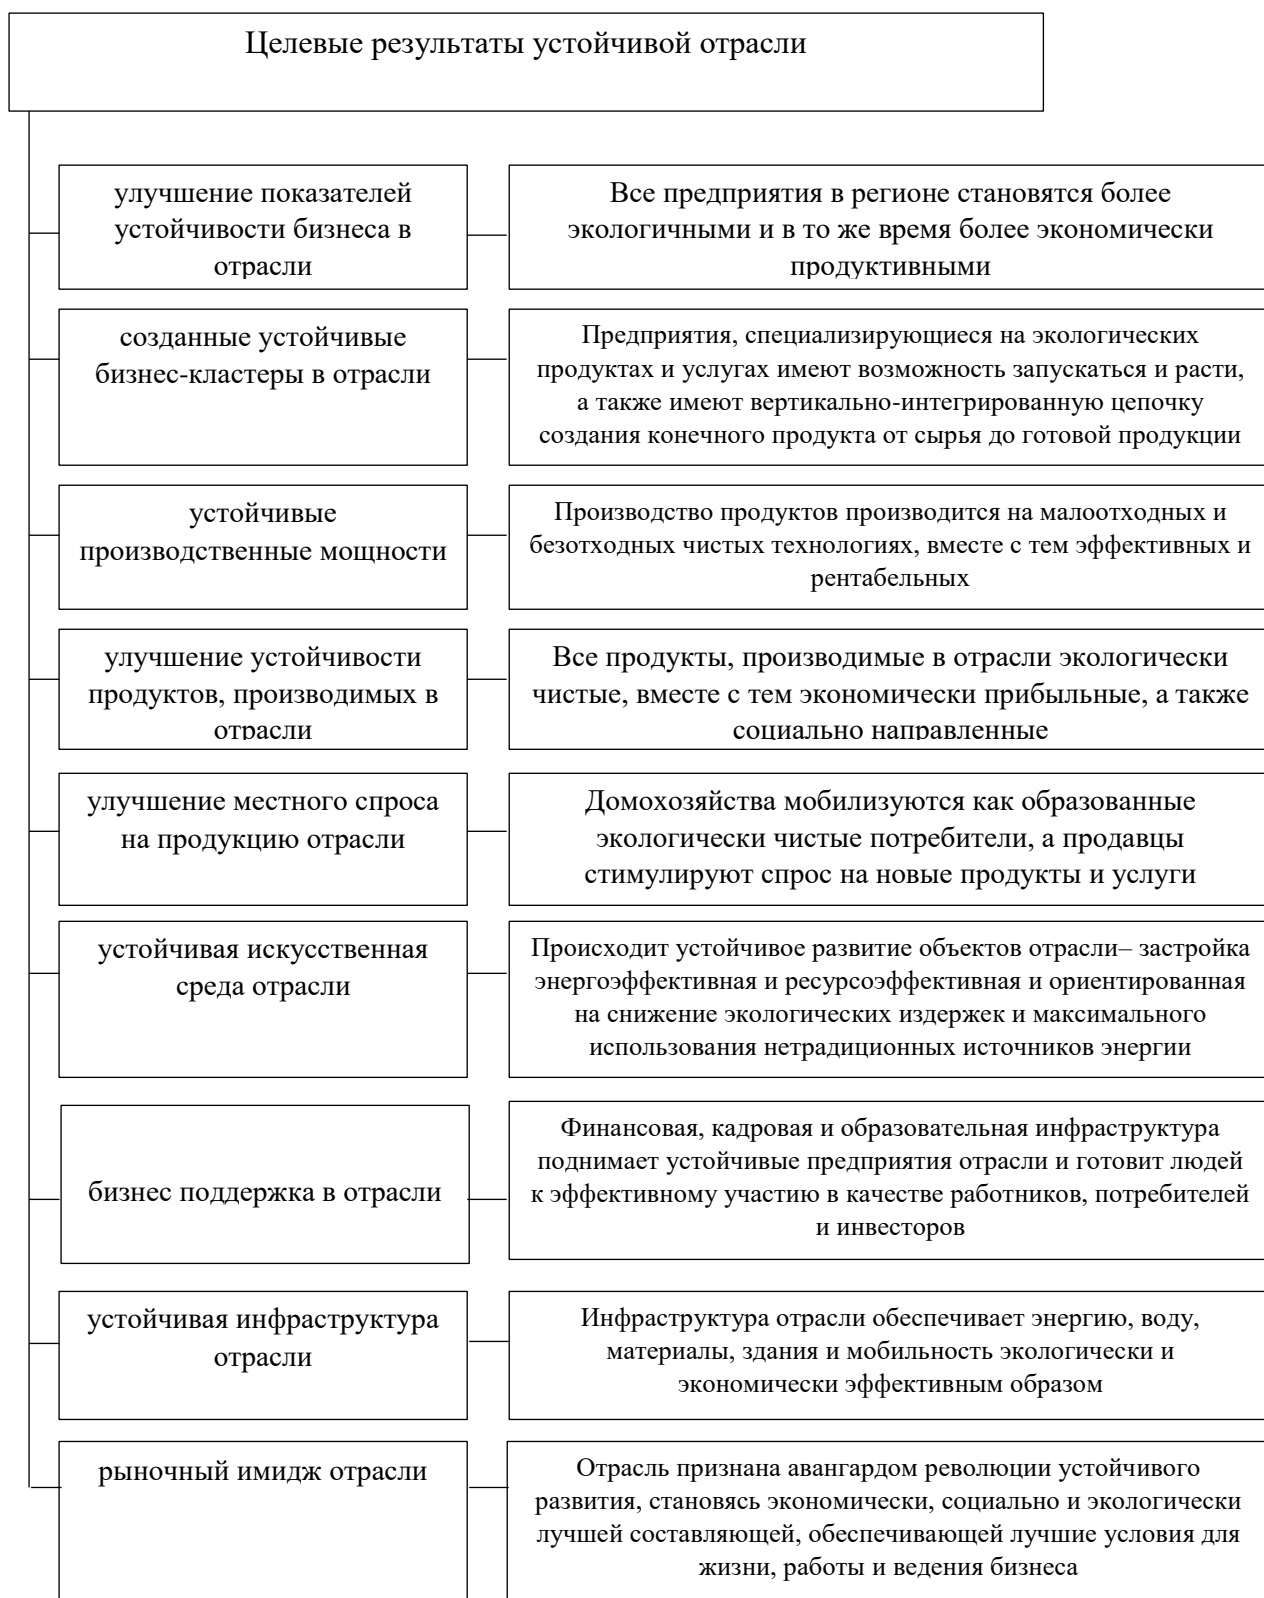 Целевые результаты устойчивой отрасли
улучшение показателей
устойчивости бизнеса в
отрасли
Все предприятия в регионе становятся более
экологичными и в то же время более экономически
продуктивными
созданные устойчивые
бизнес-кластеры в отрасли
Предприятия, специализирующиеся на экологических
продуктах и услугах имеют возможность запускаться и расти,
а также имеют вертикально-интегрированную цепочку
создания конечного продукта от сырья до готовой продукции
устойчивые
производственные мощности
Производство продуктов производится на малоотходных и
безотходных чистых технологиях, вместе с тем эффективных и
рентабельных
улучшение устойчивости
продуктов, производимых в
отрасли
Все продукты, производимые в отрасли экологически
чистые, вместе с тем экономически прибыльные, а также
социально направленные
улучшение местного спроса
на продукцию отрасли
Домохозяйства мобилизуются как образованные
экологически чистые потребители, а продавцы
стимулируют спрос на новые продукты и услуги
устойчивая искусственная
среда отрасли
Происходит устойчивое развитие объектов отрасли– застройка
энергоэффективная и ресурсоэффективная и ориентированная
на снижение экологических издержек и максимального
использования нетрадиционных источников энергии
бизнес поддержка в отрасли
Финансовая, кадровая и образовательная инфраструктура
поднимает устойчивые предприятия отрасли и готовит людей
к эффективному участию в качестве работников, потребителей
и инвесторов
устойчивая инфраструктура
отрасли
Инфраструктура отрасли обеспечивает энергию, воду,
материалы, здания и мобильность экологически и
экономически эффективным образом
рыночный имидж отрасли
Отрасль признана авангардом революции устойчивого
развития, становясь экономически, социально и экологически
лучшей составляющей, обеспечивающей лучшие условия для
жизни, работы и ведения бизнеса